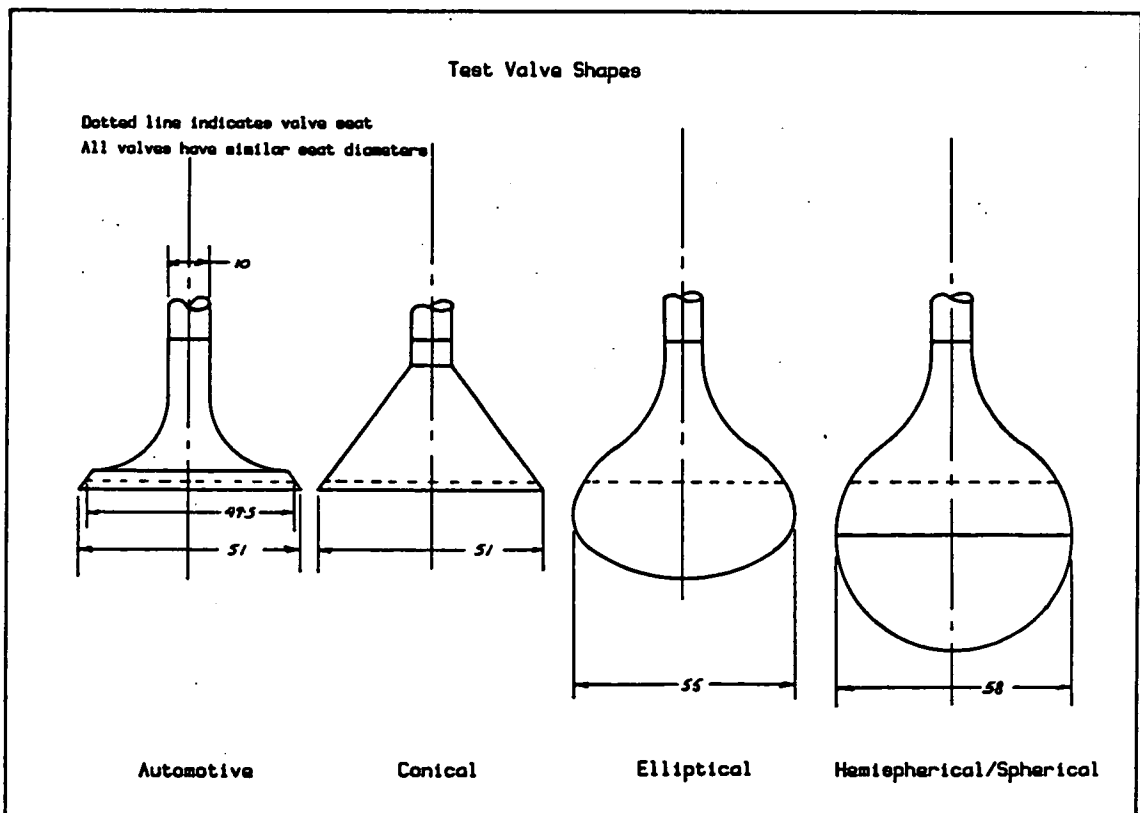 Test Valve Shapes
Dotted line indicates valve seat
All valves have similar seat diameters
10
49.5
51
51
55
58
Automotive
Conical
Elliptical
Hemispherical/Spherical